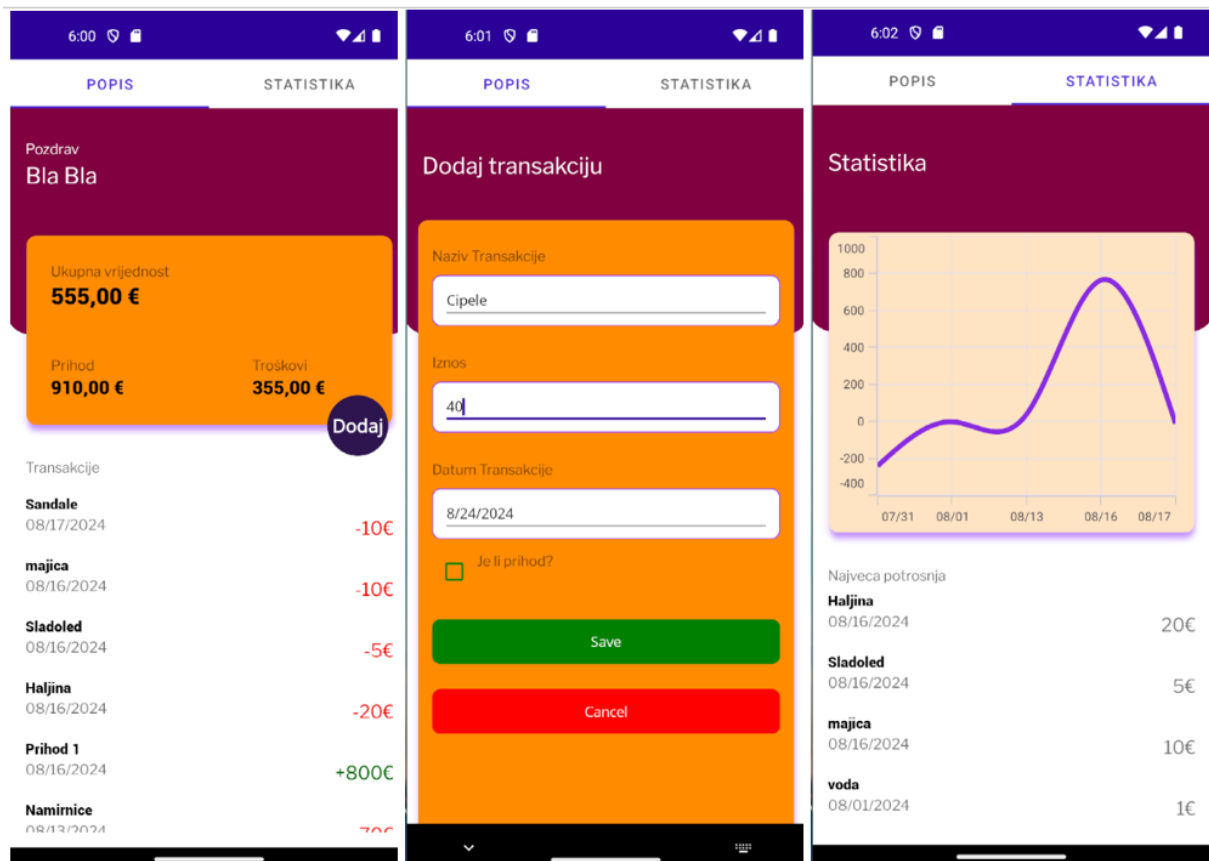 6:00
POPIS STATISTIKA
Pozdrav
Bla Bla
Ukupna vrijednost
555,00 €
Prihod Troškovi
910,00 € 355,00 €
Dodaj
Transakcije
Sandale
08/17/2024
-10€
majica
08/16/2024
-10€
Sladoled
08/16/2024
-5€
Haljina
08/16/2024
-20€
Prihod 1
08/16/2024
+800€
Namirnice
08/13/2024
-70€
6:01
POPIS STATISTIKA
Dodaj transakciju
Naziv Transakcije
Cipele
Iznos
40
Datum Transakcije
8/24/2024
Je li prihod?
Save
Cancel
6:02
POPIS STATISTIKA
Statistika
1000
800
600
400
200
0
-200
-400
07/31 08/01 08/13 08/16 08/17
Najveca potrosnja
Haljina
08/16/2024
20€
Sladoled
08/16/2024
5€
majica
08/16/2024
10€
voda
08/01/2024
1€